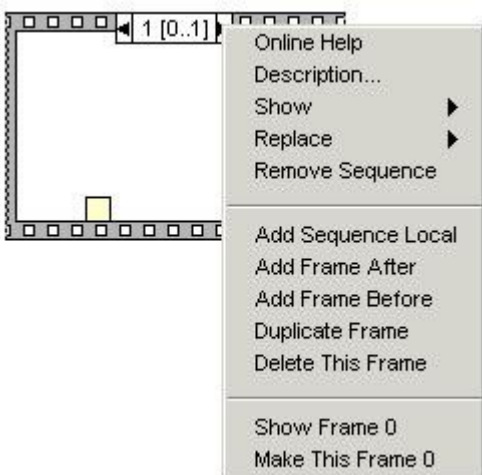 1 [0..1]
Online Help
Description...
Show
Replace
Remove Sequence
Add Sequence Local
Add Frame After
Add Frame Before
Duplicate Frame
Delete This Frame
Show Frame 0
Make This Frame 0